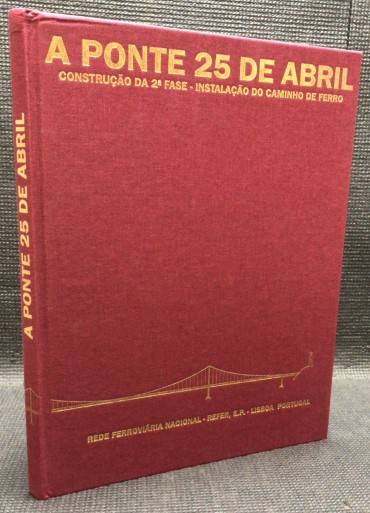 A PONTE 25 DE ABRIL
CONSTRUÇÃO DA 2ª FASE - INSTALAÇÃO DO CAMINHO DE FERRO
A PONTE 25 DE ABRIL
REDE FERROVIÁRIA NACIONAL - REFER, E.P. - LISBOA PORTUGAL